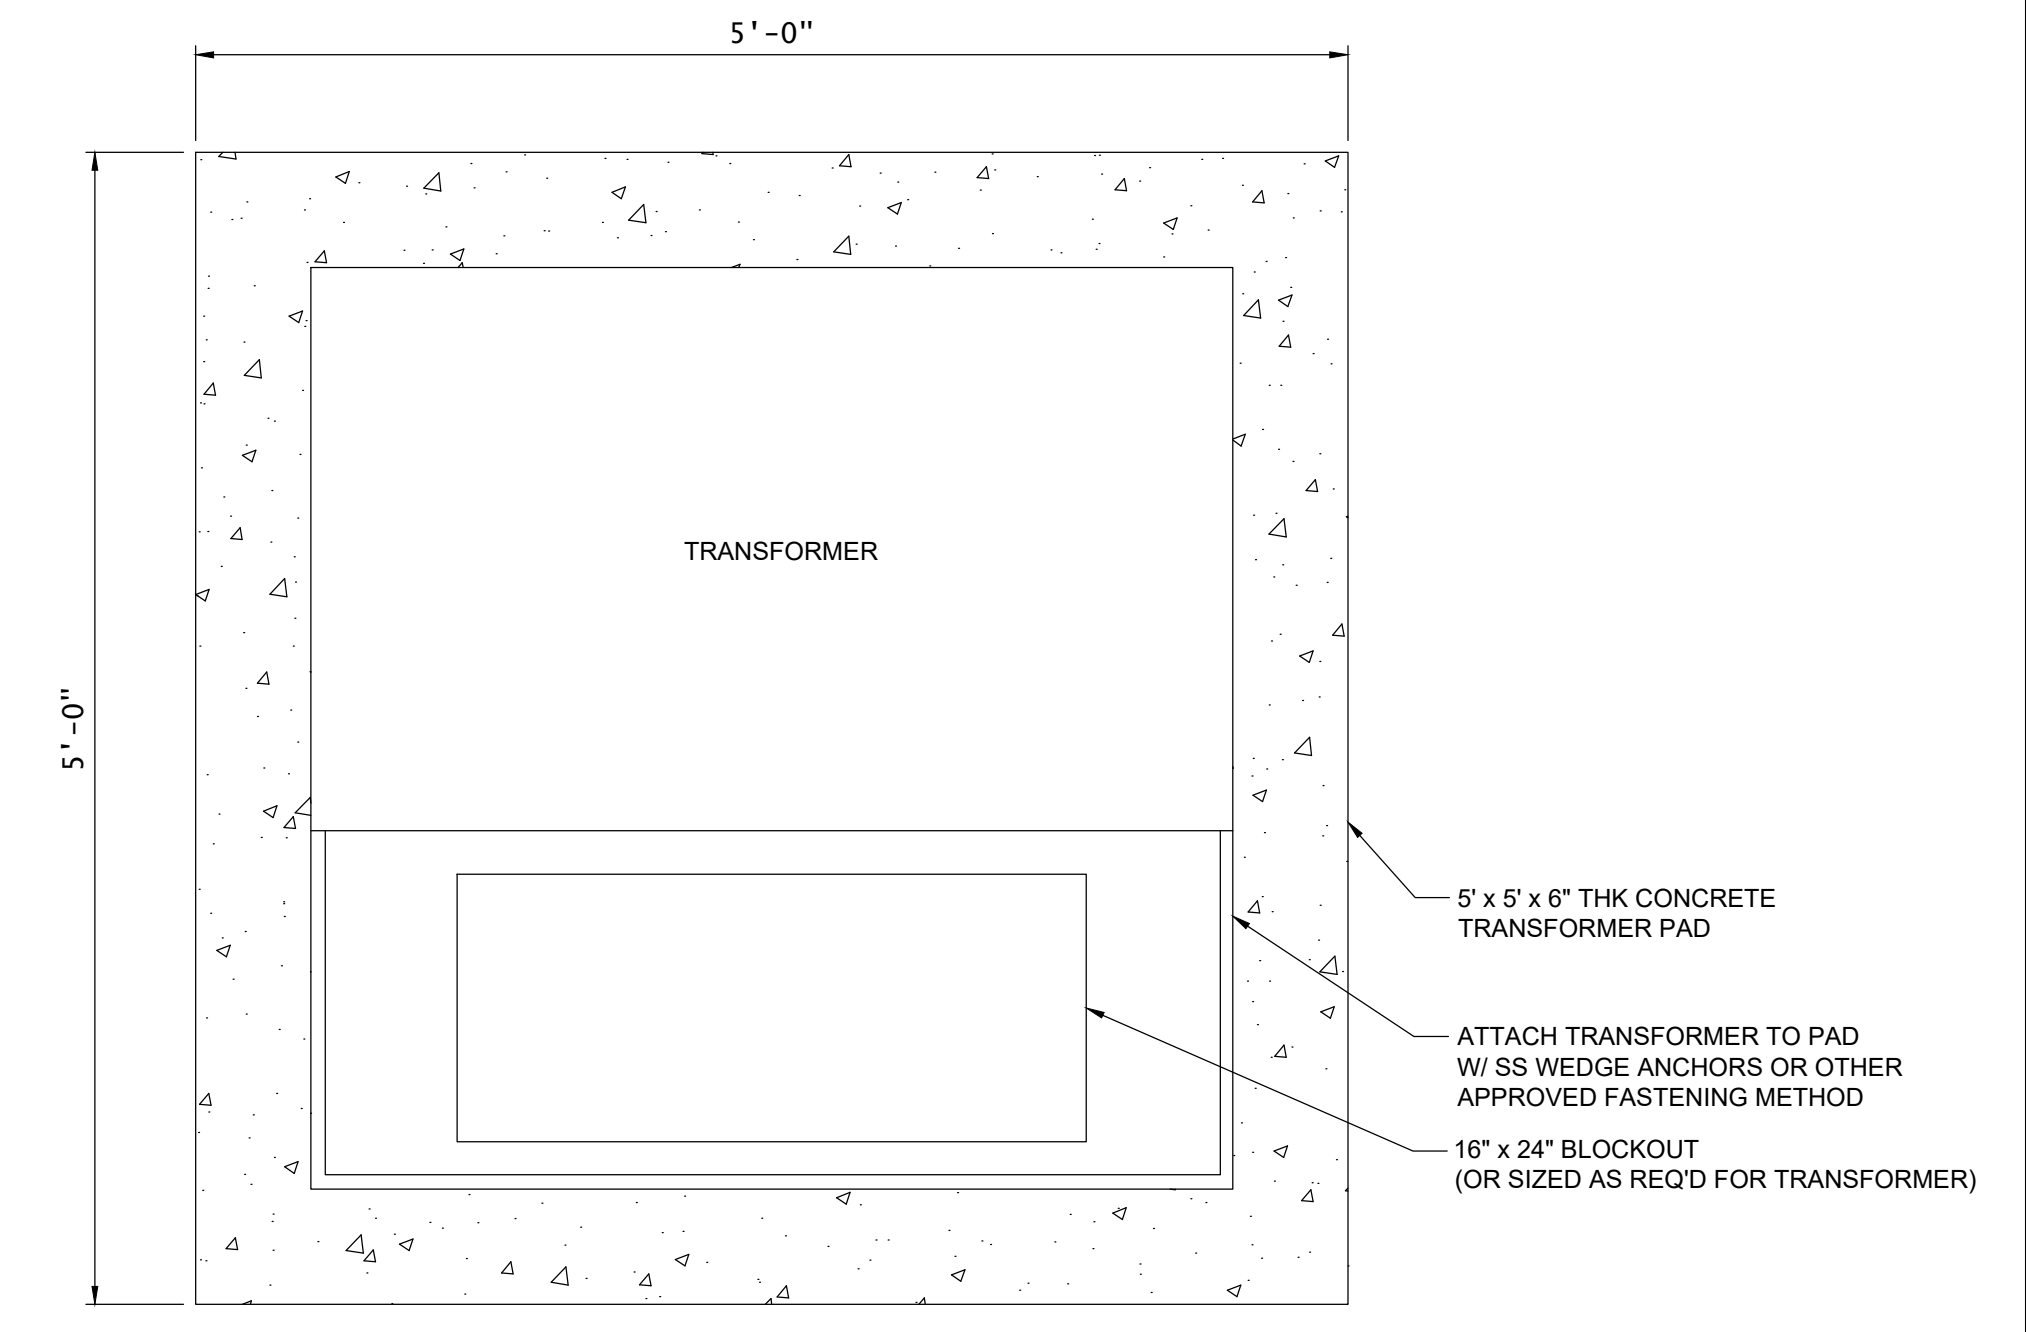 5'-0"
5'-0"
TRANSFORMER
5' x 5' x 6" THK CONCRETE
TRANSFORMER PAD
ATTACH TRANSFORMER TO PAD
W/ SS WEDGE ANCHORS OR OTHER
APPROVED FASTENING METHOD
16" x 24" BLOCKOUT
(OR SIZED AS REQ'D FOR TRANSFORMER)